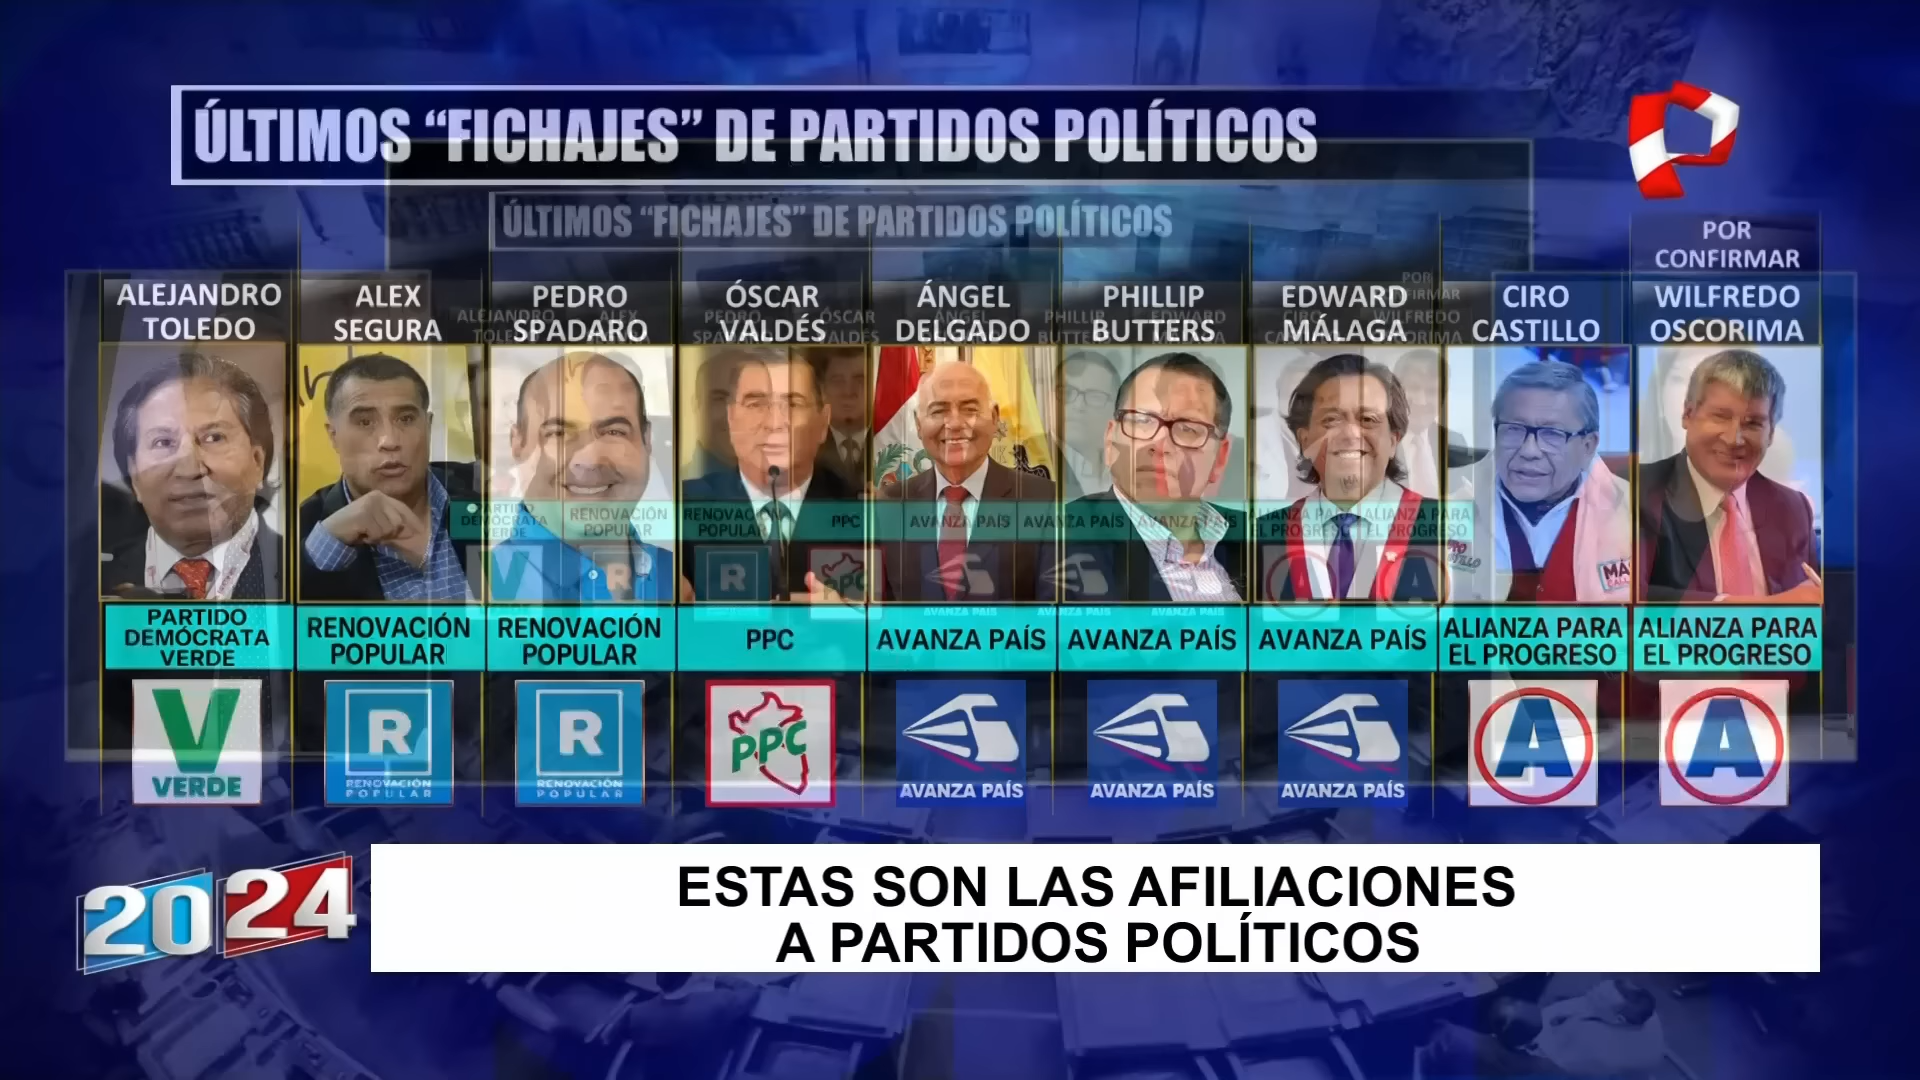 ÚLTIMOS “FICHAJES” DE PARTIDOS POLÍTICOS
ÚLTIMOS “FICHAJES” DE PARTIDOS POLÍTICOS
ALEJANDRO
TOLEDO
ALEX
SEGURA
PEDRO
SPADARO
ÓSCAR
VALDÉS
ÁNGEL
DELGADO
PHILLIP
BUTTERS
EDWARD
MÁLAGA
CIRO
CASTILLO
POR
CONFIRMAR
WILFREDO
OSCORIMA
PARTIDO
DEMÓCRATA
VERDE
RENOVACIÓN
POPULAR
RENOVACIÓN
POPULAR
PPC
AVANZA PAÍS
AVANZA PAÍS
AVANZA PAÍS
ALIANZA PARA
EL PROGRESO
ALIANZA PARA
EL PROGRESO
V
VERDE
R
RENOVACIÓN
POPULAR
R
RENOVACIÓN
POPULAR
PPC
AVANZA PAÍS
AVANZA PAÍS
AVANZA PAÍS
A
A
2024
ESTAS SON LAS AFILIACIONES
A PARTIDOS POLÍTICOS